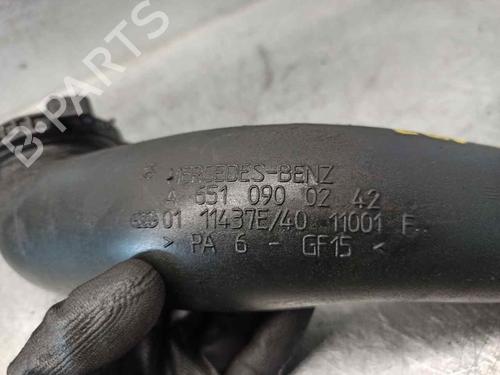 MERCEDES-BENZ
A 651 090 02 42
01 11437E/40 11001 F
> PA 6 - GF15 <
B-PARTS